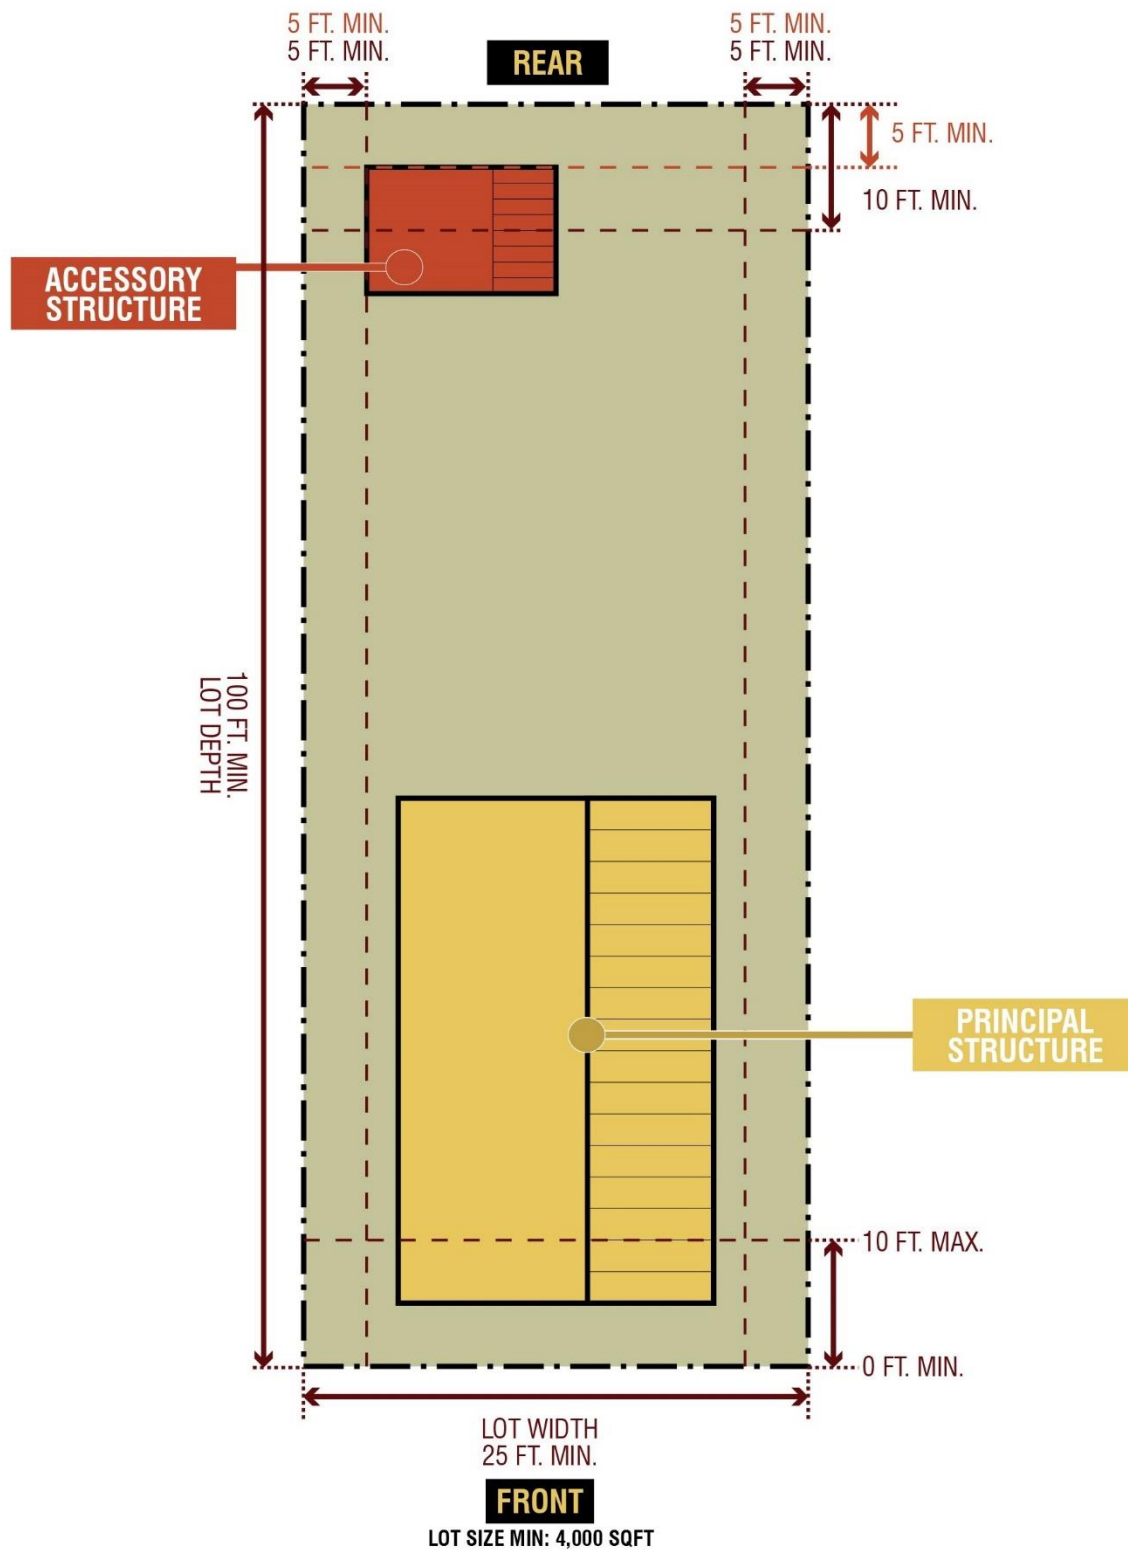 5 FT. MIN.
5 FT. MIN.
5 FT. MIN.
5 FT. MIN.
REAR
5 FT. MIN.
10 FT. MIN.
ACCESSORY
STRUCTURE
100 FT. MIN.
LOT DEPTH
PRINCIPAL
STRUCTURE
10 FT. MAX.
0 FT. MIN.
LOT WIDTH
25 FT. MIN.
FRONT
LOT SIZE MIN: 4,000 SQFT